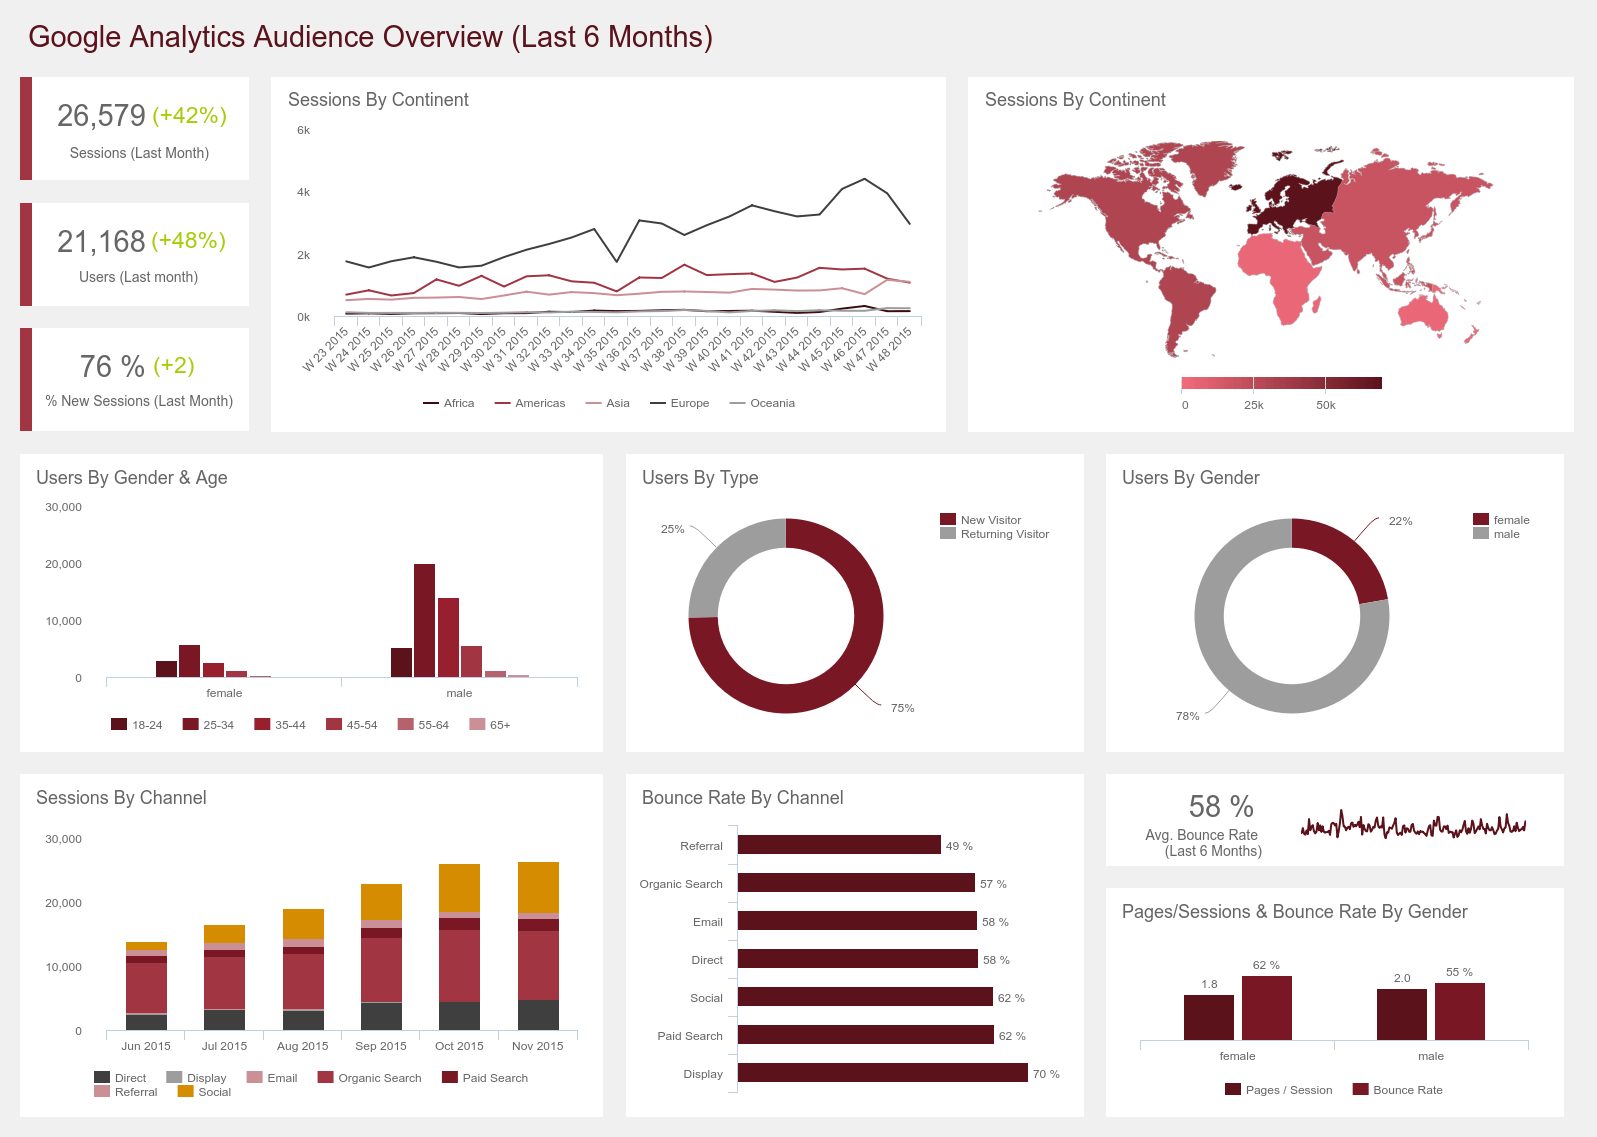 Google Analytics Audience Overview (Last 6 Months)
26,579 (+42%)
Sessions (Last Month)
21,168 (+48%)
Users (Last month)
76 % (+2)
% New Sessions (Last Month)
Sessions By Continent
6k
4k
2k
0k
W 23 2015
W 24 2015
W 25 2015
W 26 2015
W 27 2015
W 28 2015
W 29 2015
W 30 2015
W 31 2015
W 32 2015
W 33 2015
W 34 2015
W 35 2015
W 36 2015
W 37 2015
W 38 2015
W 39 2015
W 40 2015
W 41 2015
W 42 2015
W 43 2015
W 44 2015
W 45 2015
W 46 2015
W 47 2015
W 48 2015
Africa Americas Asia Europe Oceania
Sessions By Continent
0 25k 50k
Users By Gender & Age
30,000
20,000
10,000
0
female male
18-24 25-34 35-44 45-54 55-64 65+
Users By Type
25%
75%
New Visitor
Returning Visitor
Users By Gender
22%
78%
female
male
Sessions By Channel
30,000
20,000
10,000
0
Jun 2015 Jul 2015 Aug 2015 Sep 2015 Oct 2015 Nov 2015
Direct Display Email Organic Search Paid Search
Referral Social
Bounce Rate By Channel
Referral 49 %
Organic Search 57 %
Email 58 %
Direct 58 %
Social 62 %
Paid Search 62 %
Display 70 %
58 %
Avg. Bounce Rate
(Last 6 Months)
Pages/Sessions & Bounce Rate By Gender
1.8 62 % 2.0 55 %
female male
Pages / Session Bounce Rate